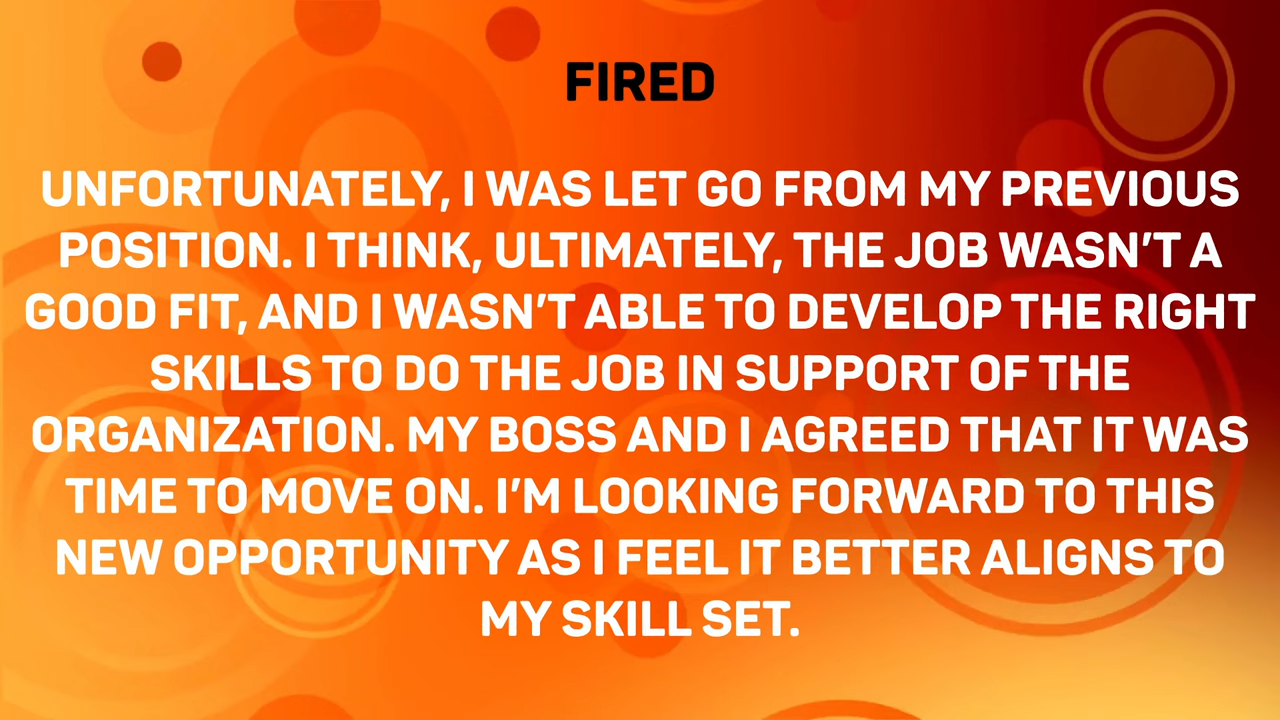 FIRED
UNFORTUNATELY, I WAS LET GO FROM MY PREVIOUS
POSITION. I THINK, ULTIMATELY, THE JOB WASN’T A
GOOD FIT, AND I WASN’T ABLE TO DEVELOP THE RIGHT
SKILLS TO DO THE JOB IN SUPPORT OF THE
ORGANIZATION. MY BOSS AND I AGREED THAT IT WAS
TIME TO MOVE ON. I’M LOOKING FORWARD TO THIS
NEW OPPORTUNITY AS I FEEL IT BETTER ALIGNS TO
MY SKILL SET.